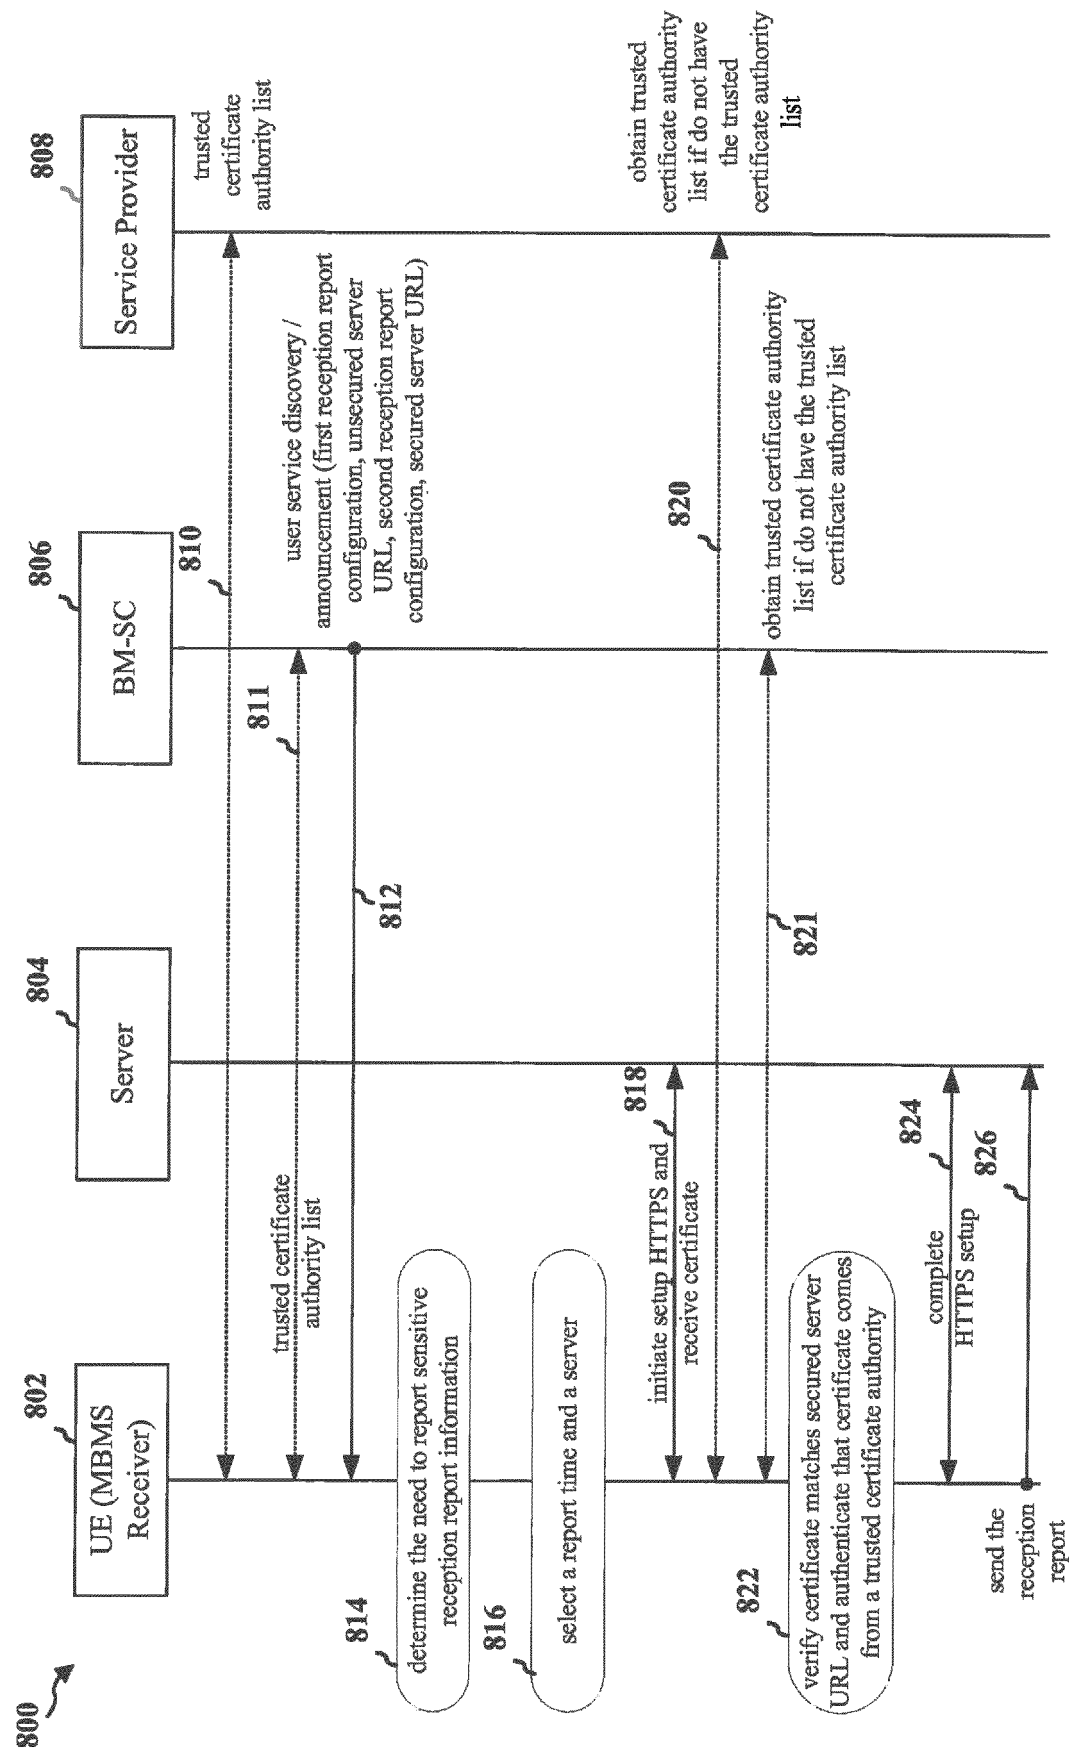 800
802
UE (MBMS
Receiver)
804
Server
806
BM-SC
808
Service Provider
810
trusted
certificate
authority list
811
trusted certificate
authority list
812
user service discovery /
announcement (first reception report
configuration, unsecured server
URL, second reception report
configuration, secured server URL)
814
determine the need to report sensitive
reception report information
816
select a report time and a server
818
initiate setup HTTPS and
receive certificate
820
obtain trusted
certificate authority
list if do not have
the trusted
certificate authority
list
821
obtain trusted certificate authority
list if do not have the trusted
certificate authority list
822
verify certificate matches secured server
URL and authenticate that certificate comes
from a trusted certificate authority
824
complete
HTTPS setup
826
send the
reception
report